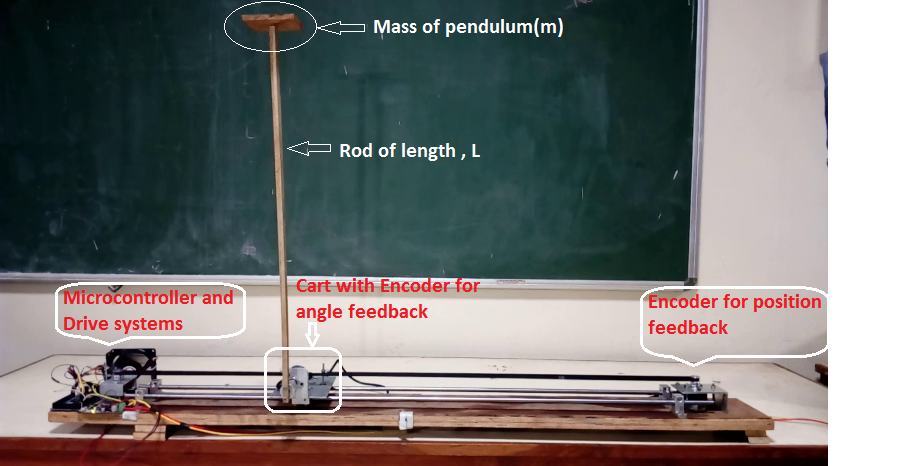 Mass of pendulum(m)
Rod of length , L
Cart with Encoder for
angle feedback
Microcontroller and
Drive systems
Encoder for position
feedback